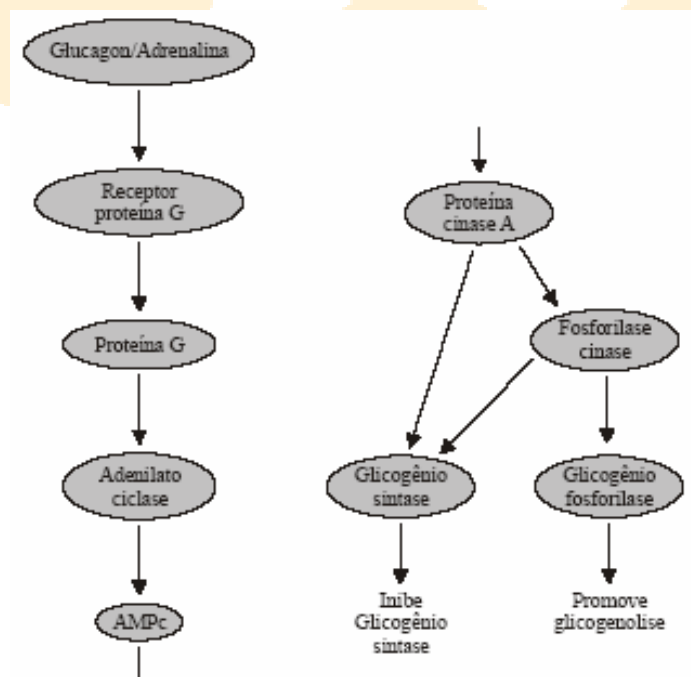 Glucagon/Adrenalina
Receptor
proteína G
Proteína G
Adenilato
ciclase
AMPc
Proteína
cinase A
Fosforilase
cinase
Glicogênio
sintase
Glicogênio
fosforilase
Inibe
Glicogênio
sintase
Promove
glicogenolise